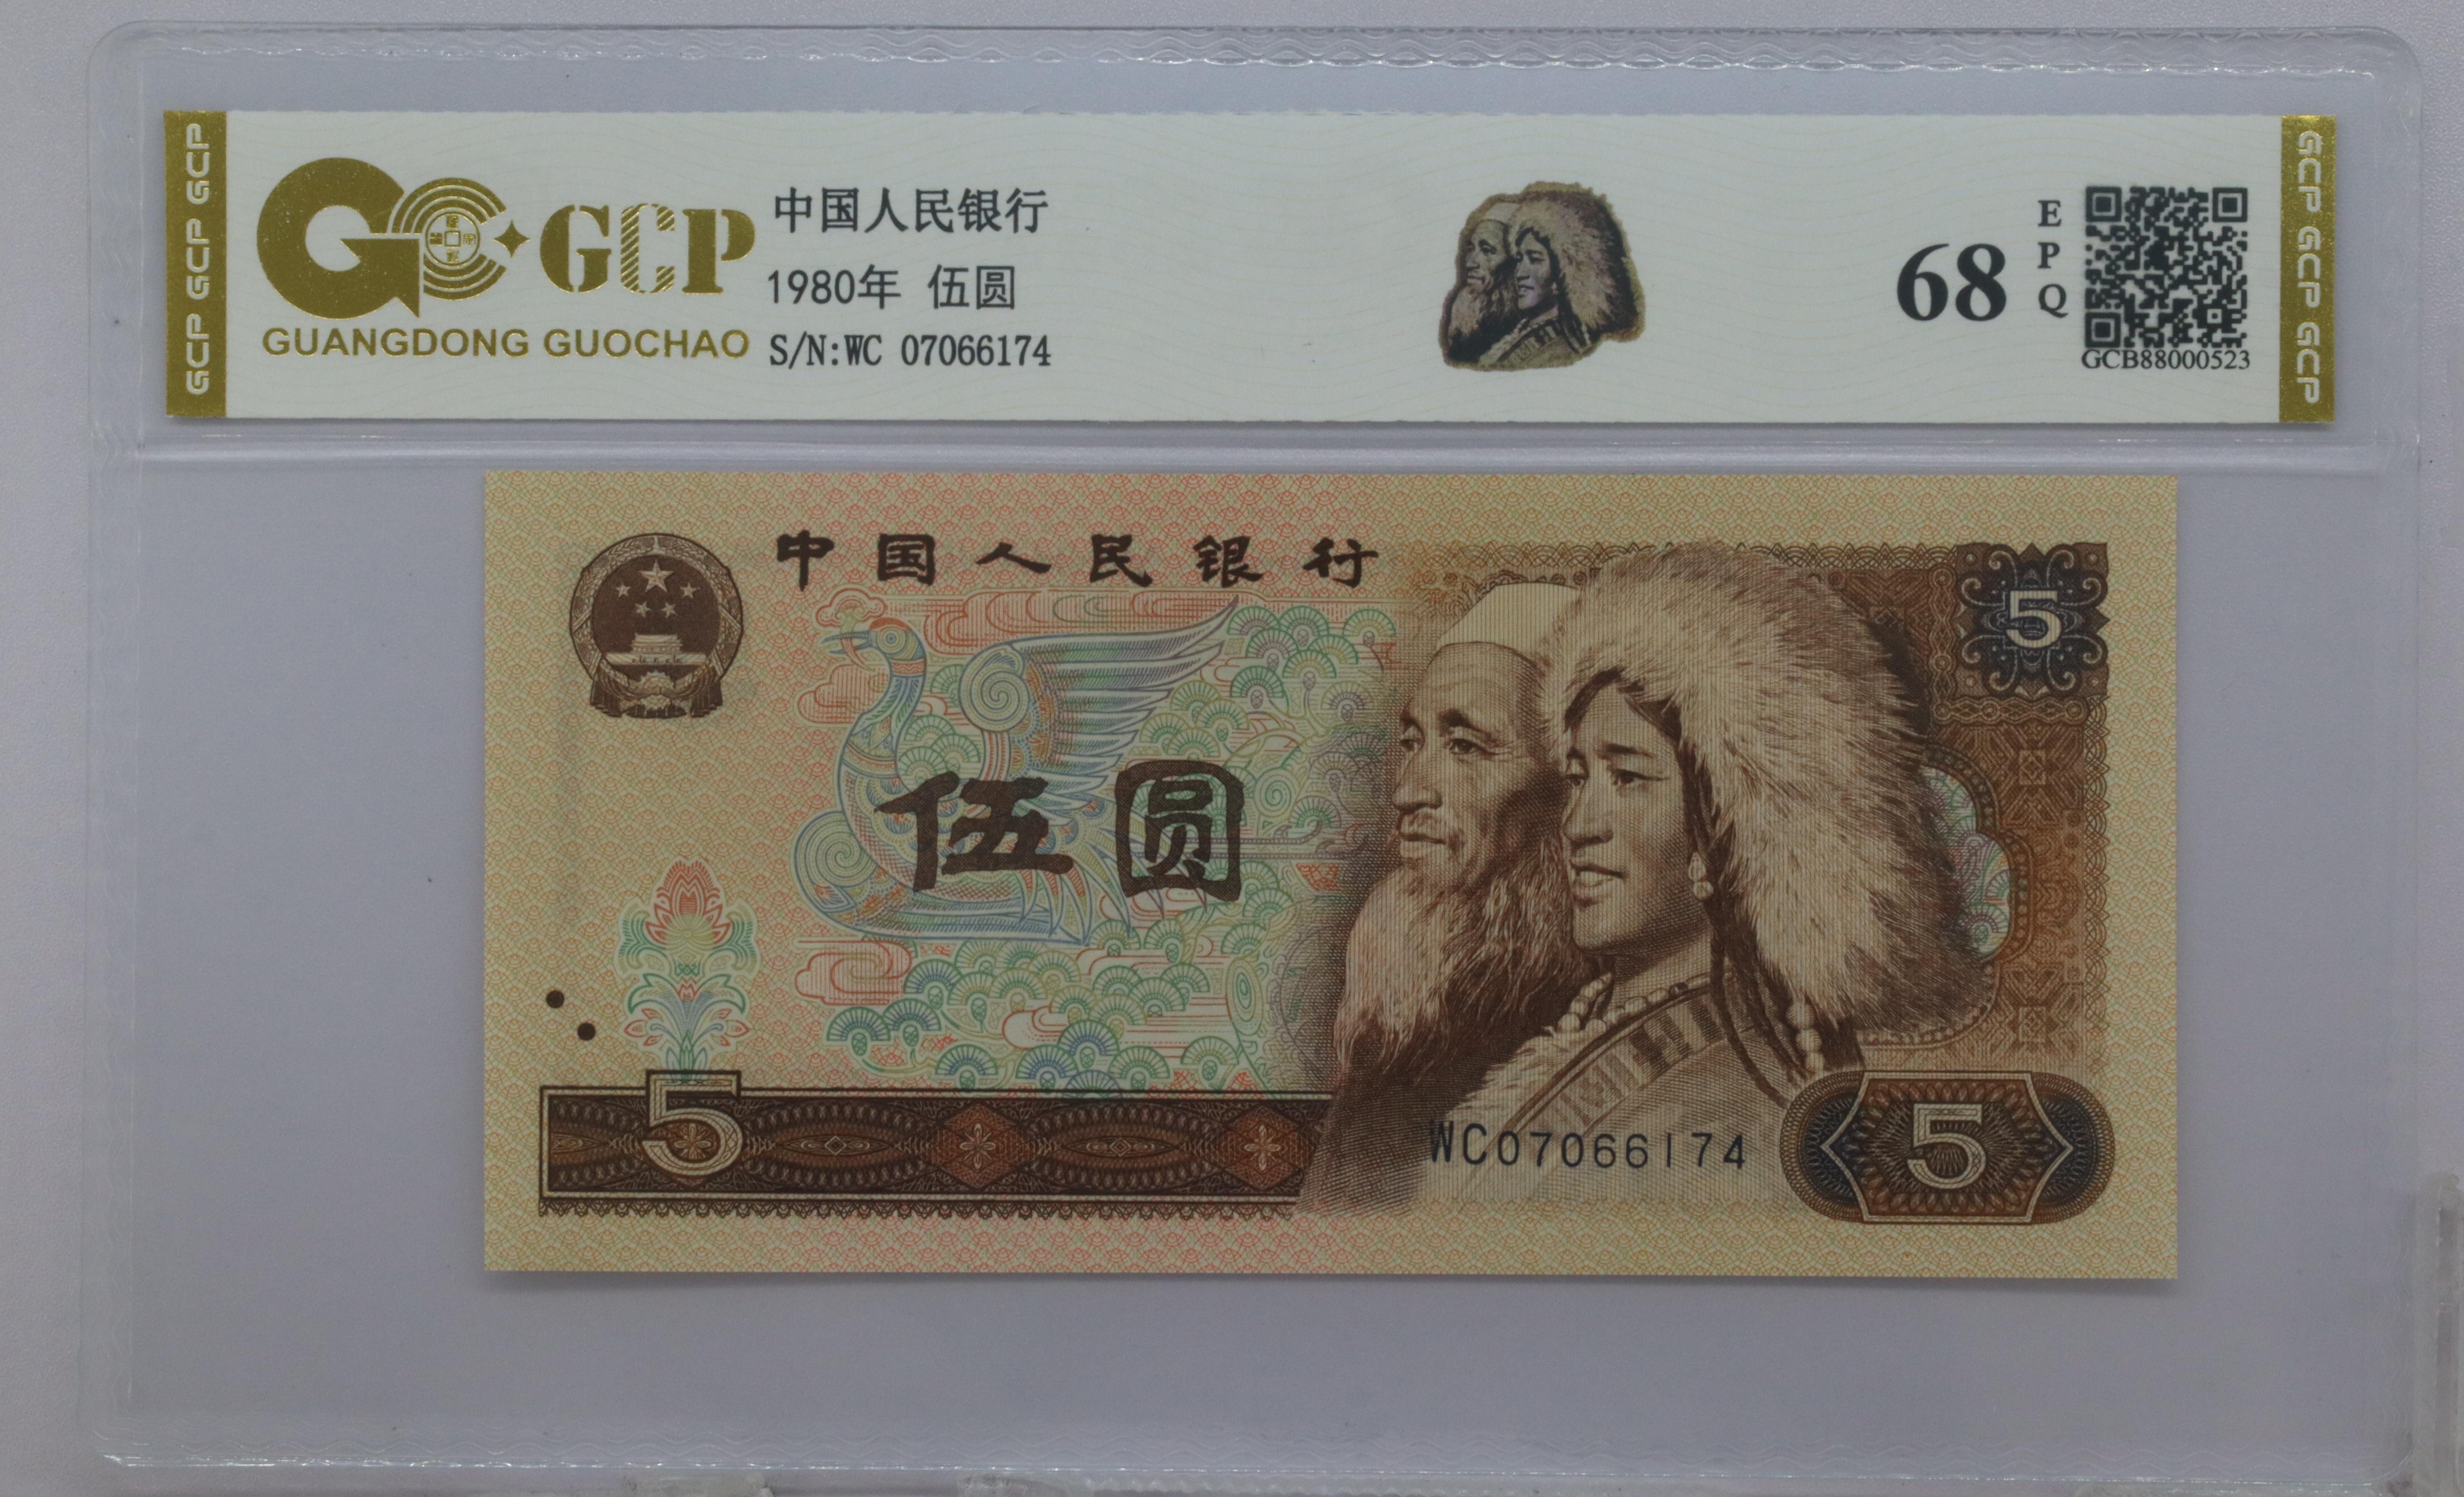 GCP GCP GCP
GCP
GUANGDONG GUOCHAO
中国人民银行
1980年 伍圆
S/N:WC 07066174
68
EPQ
GCB88000523
GCP GCP GCP
中国人民银行
5
伍圆
5
WC07066174
5